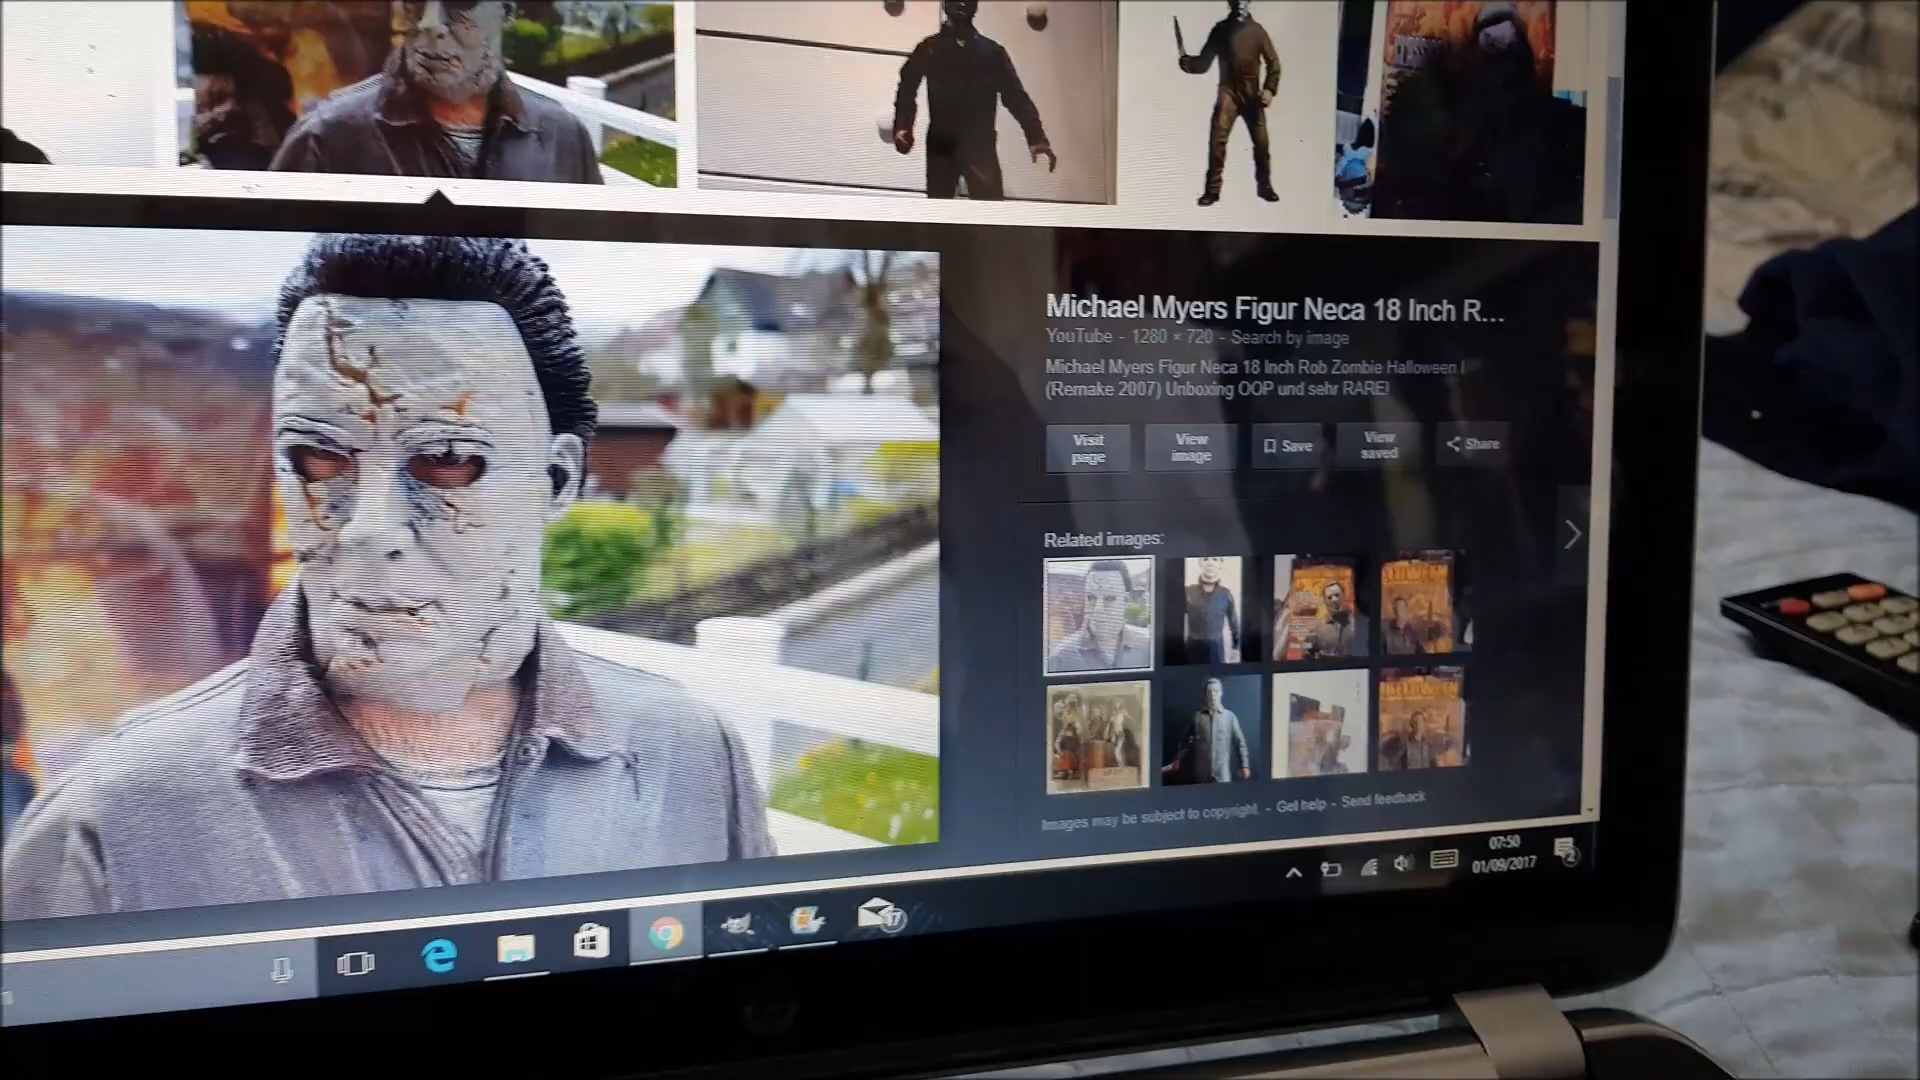 Michael Myers Figur Neca 18 Inch R...
YouTube - 1280 × 720 - Search by image
Michael Myers Figur Neca 18 Inch Rob Zombie Halloween I
(Remake 2007) Unboxing OOP und sehr RARE!
Visit
page
View
image
Save
View
saved
Share
Related images:
Images may be subject to copyright. - Get help - Send feedback
07:50
01/09/2017
2
17